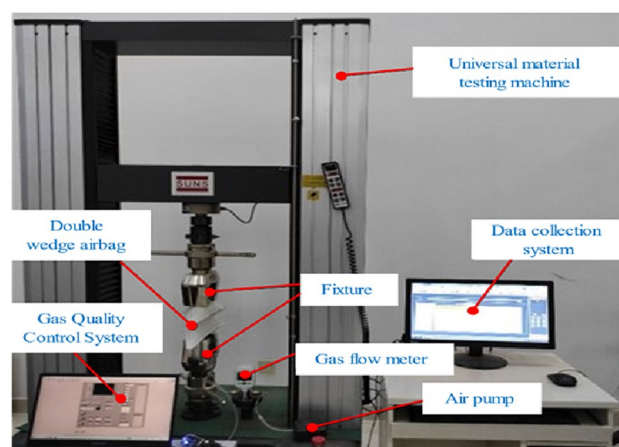 Universal material
testing machine
SUNS
Double
wedge airbag
Data collection
system
Fixture
Gas Quality
Control System
Gas flow meter
Air pump